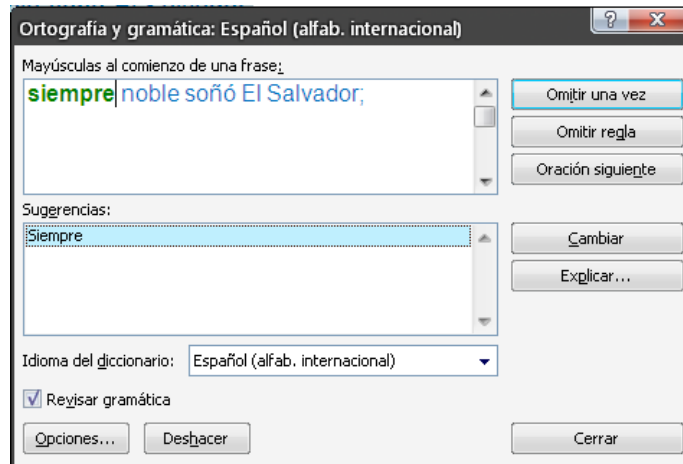 Ortografía y gramática: Español (alfab. internacional)
Mayúsculas al comienzo de una frase:
siempre noble soñó El Salvador;
Omitir una vez
Omitir regla
Oración siguiente
Sugerencias:
Siempre
Cambiar
Explicar...
Idioma del diccionario: Español (alfab. internacional)
Revisar gramática
Opciones... Deshacer Cerrar